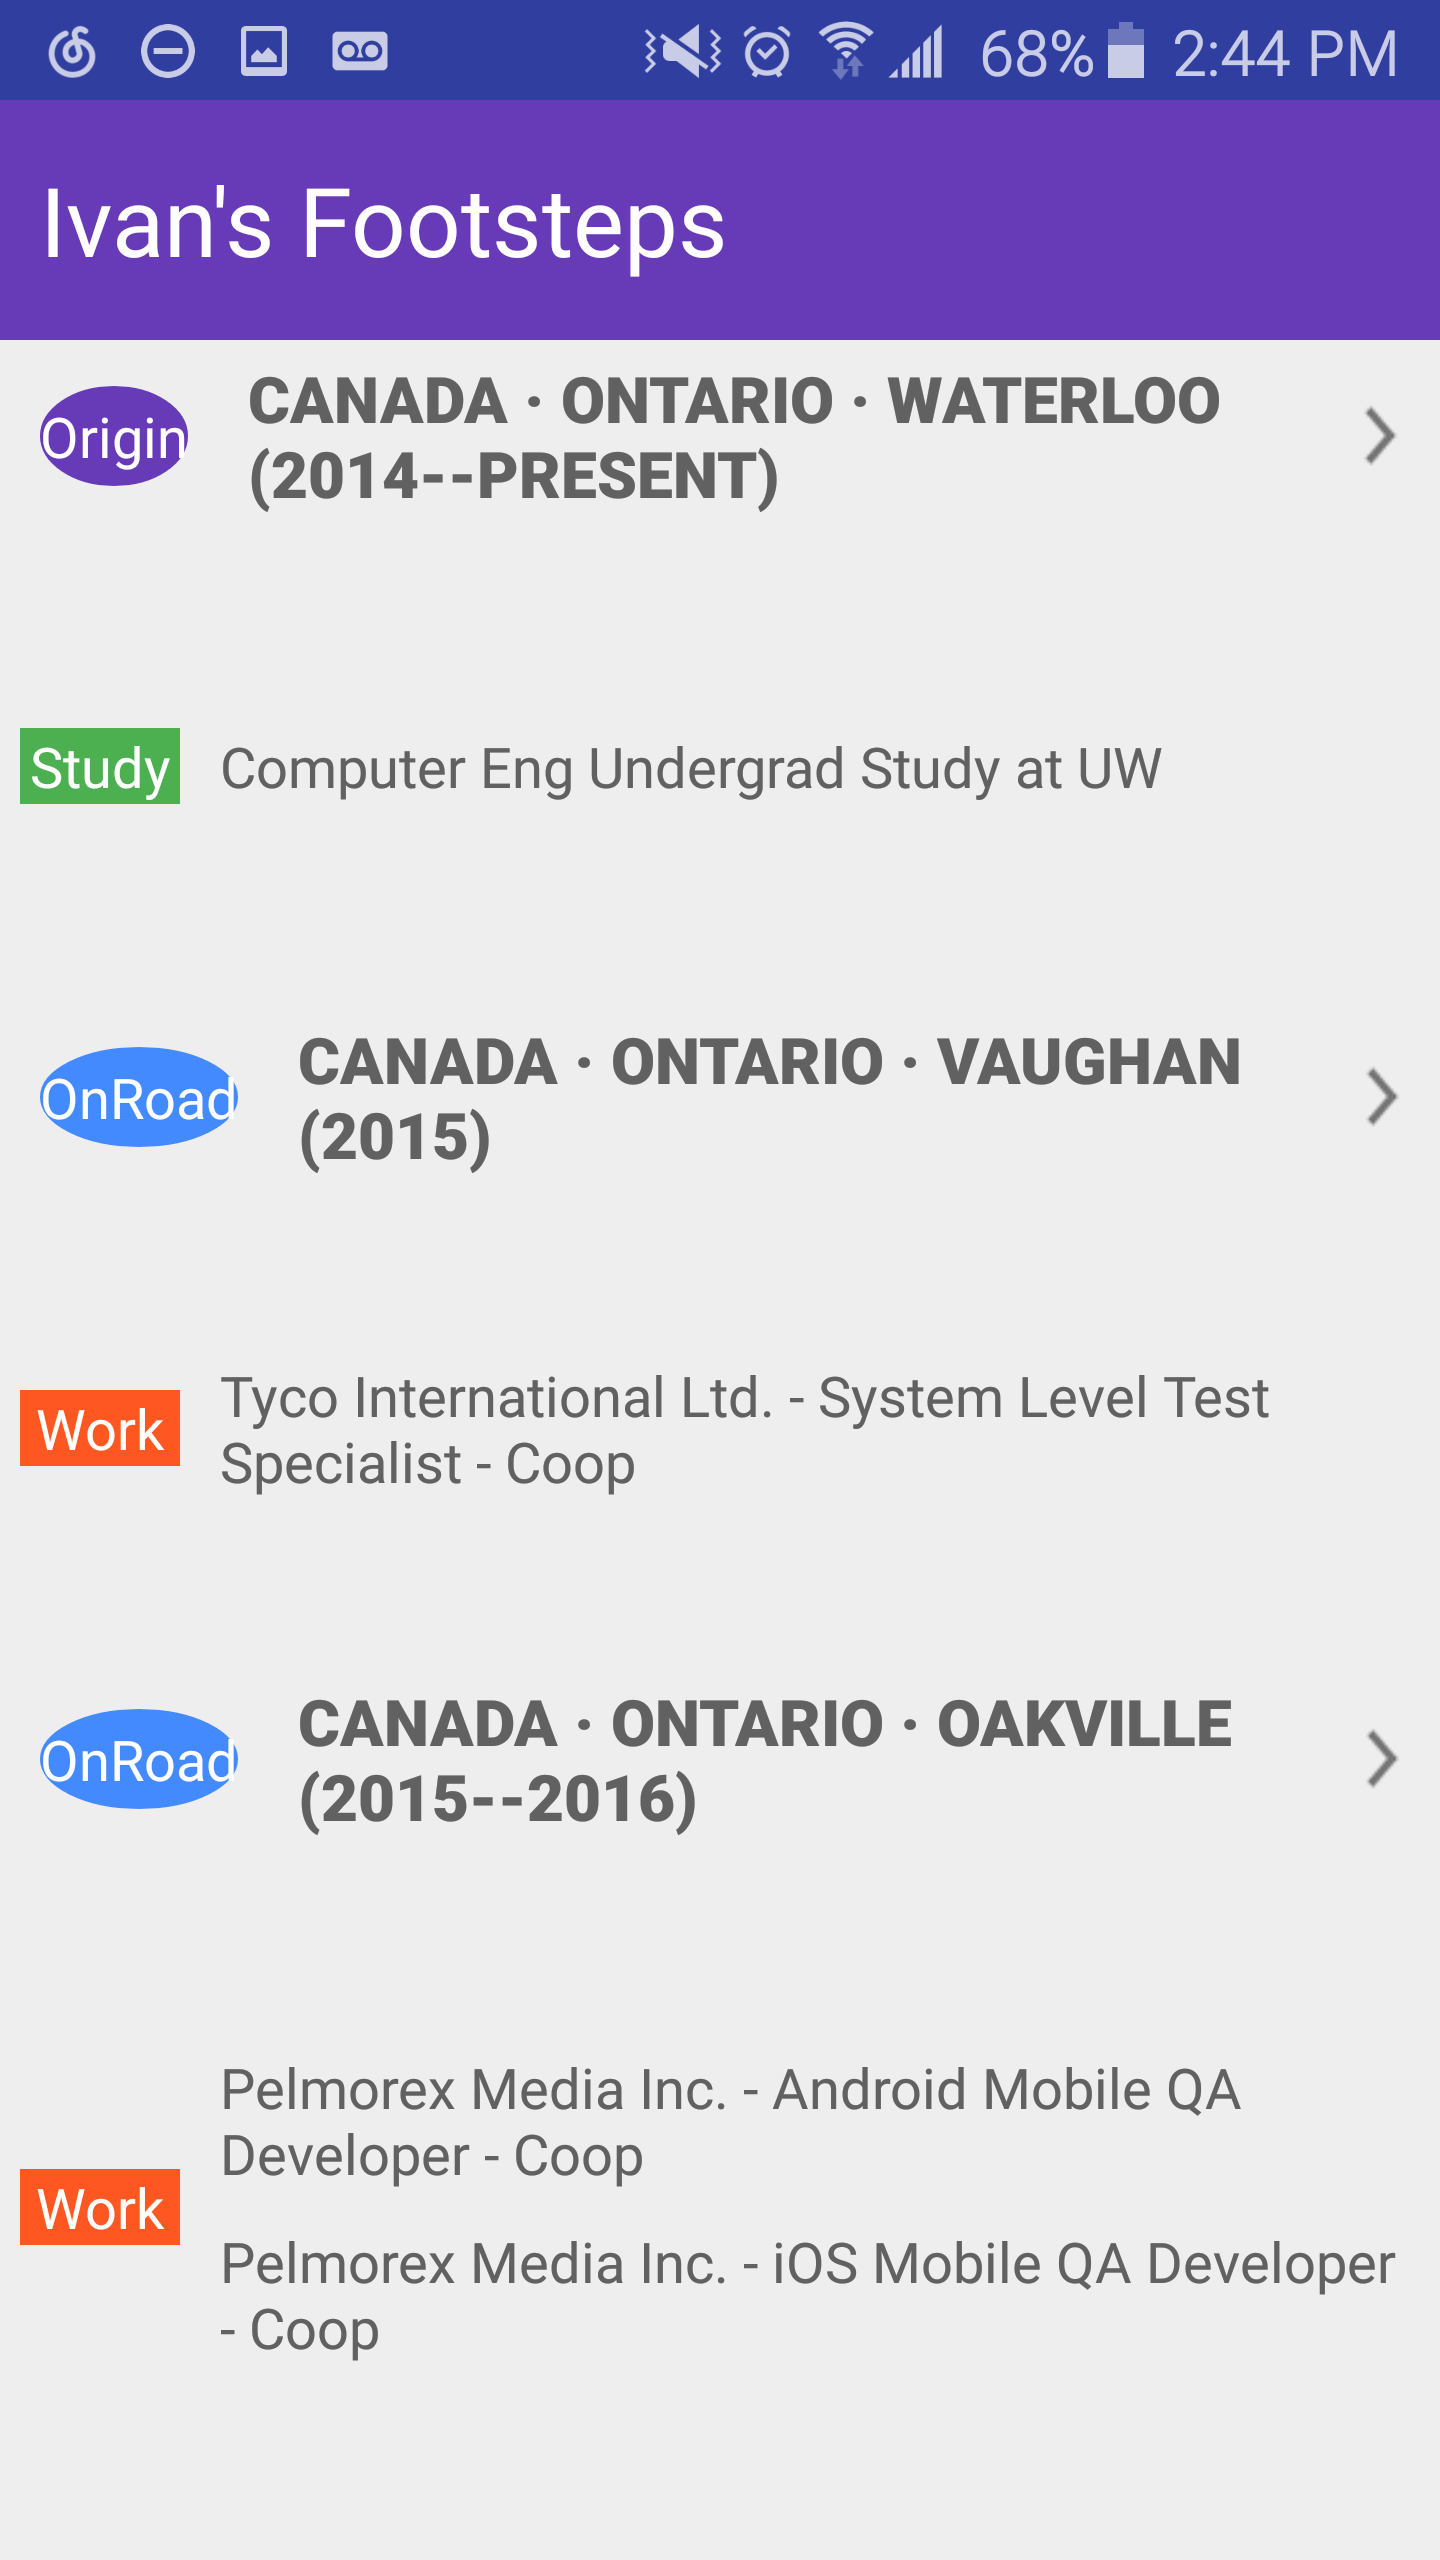 68% 2:44 PM
Ivan's Footsteps
Origin
CANADA · ONTARIO · WATERLOO
(2014--PRESENT)
Study
Computer Eng Undergrad Study at UW
OnRoad
CANADA · ONTARIO · VAUGHAN
(2015)
Work
Tyco International Ltd. - System Level Test
Specialist - Coop
OnRoad
CANADA · ONTARIO · OAKVILLE
(2015--2016)
Work
Pelmorex Media Inc. - Android Mobile QA
Developer - Coop
Pelmorex Media Inc. - iOS Mobile QA Developer
- Coop